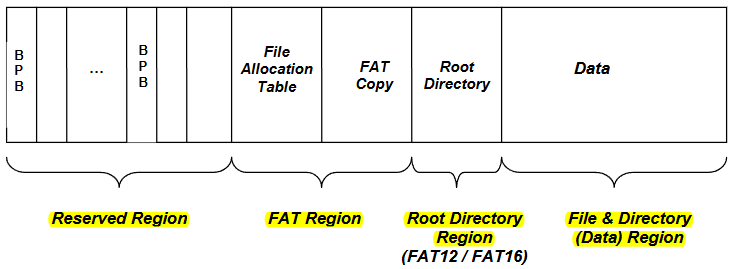 B
P
B
...
B
P
B
File
Allocation
Table
FAT
Copy
Root
Directory
Data
Reserved Region
FAT Region
Root Directory
Region
(FAT12 / FAT16)
File & Directory
(Data) Region